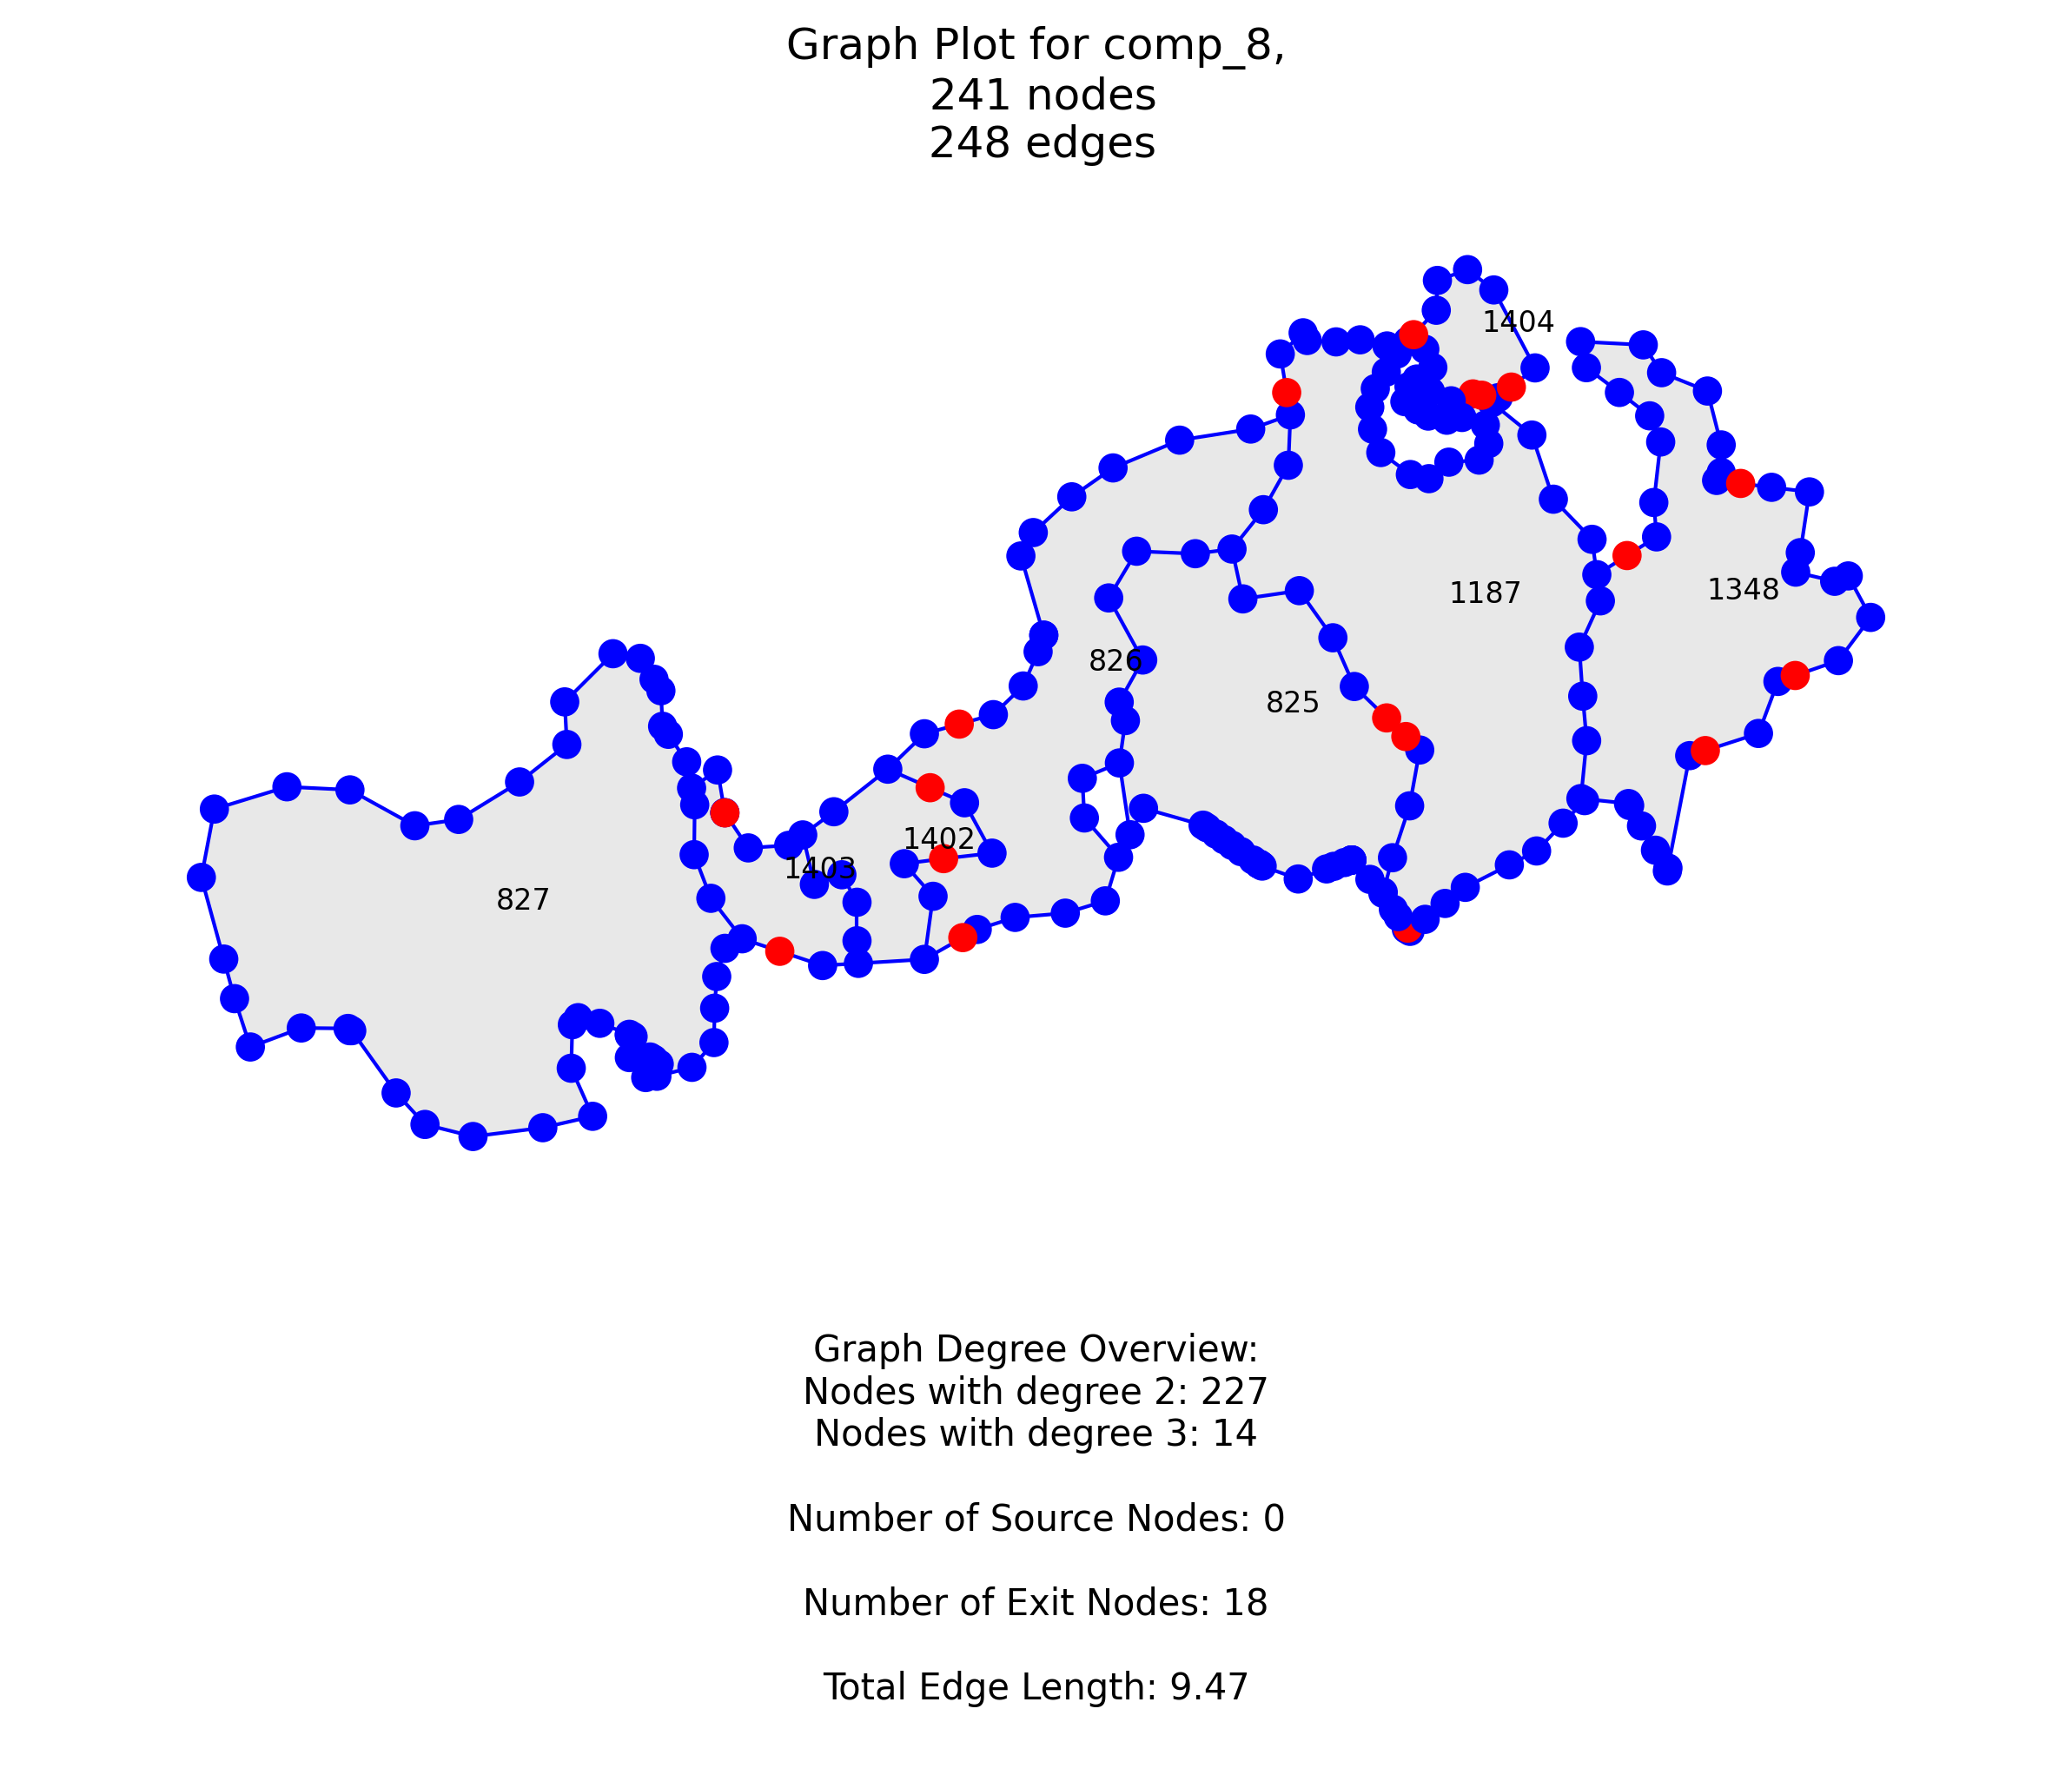 Graph Plot for comp_8,
241 nodes
248 edges
1404
1187
1348
826
825
1402
1403
827
Graph Degree Overview:
Nodes with degree 2: 227
Nodes with degree 3: 14
Number of Source Nodes: 0
Number of Exit Nodes: 18
Total Edge Length: 9.47